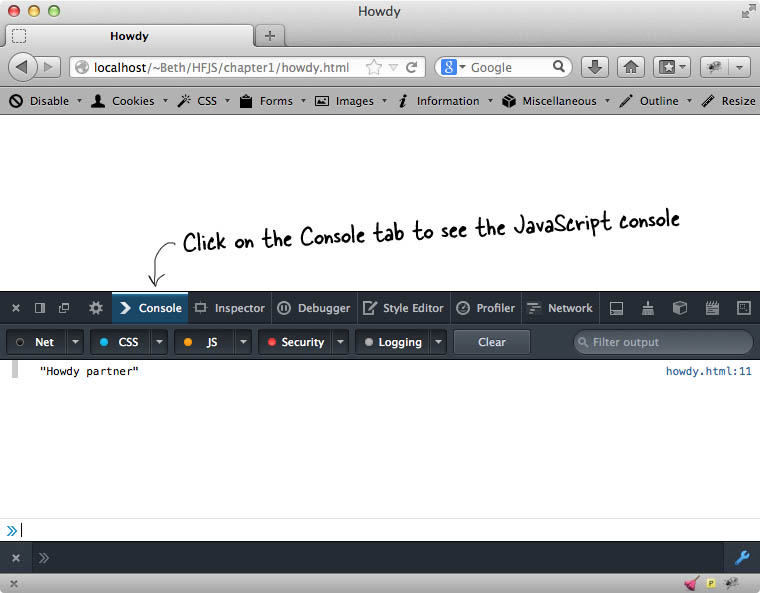 Howdy
Howdy
localhost/~Beth/HFJS/chapter1/howdy.html
Google
Disable Cookies CSS Forms Images Information Miscellaneous Outline Resize
Click on the Console tab to see the JavaScript console
Console Inspector Debugger Style Editor Profiler Network
Net CSS JS Security Logging Clear Filter output
"Howdy partner" howdy.html:11